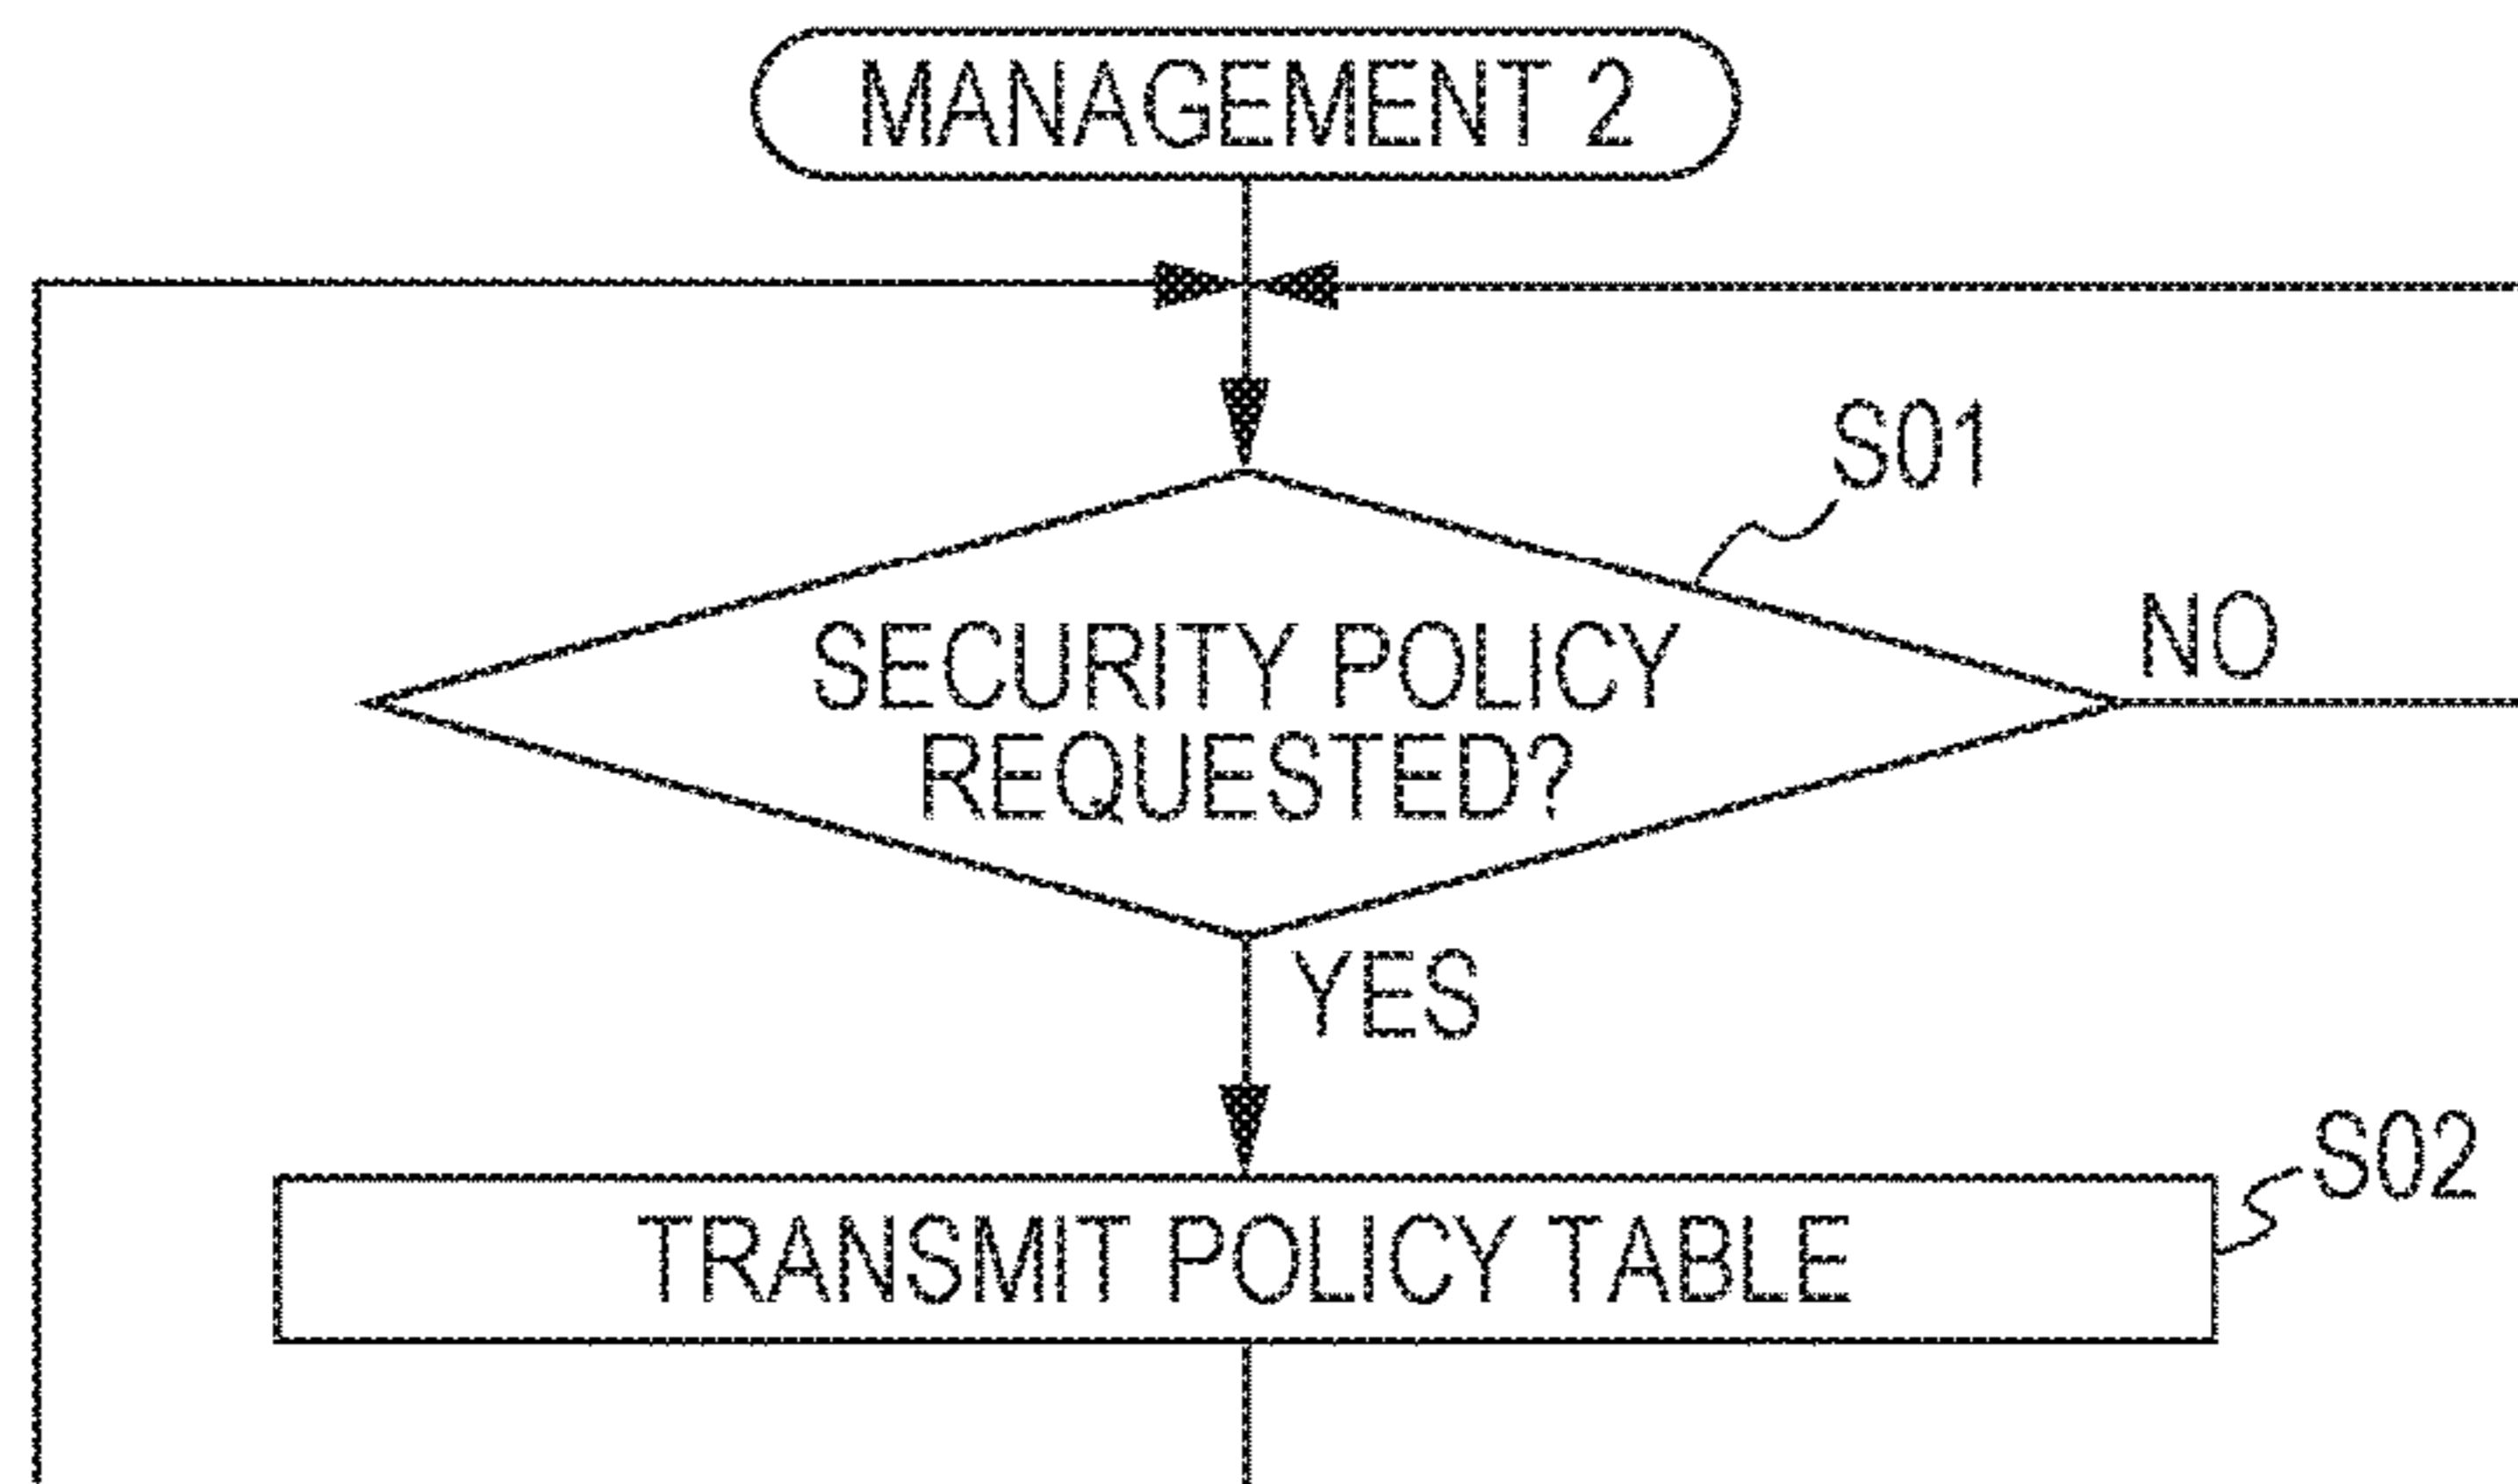 MANAGEMENT 2
S01
SECURITY POLICY
REQUESTED?
NO
YES
S02
TRANSMIT POLICY TABLE